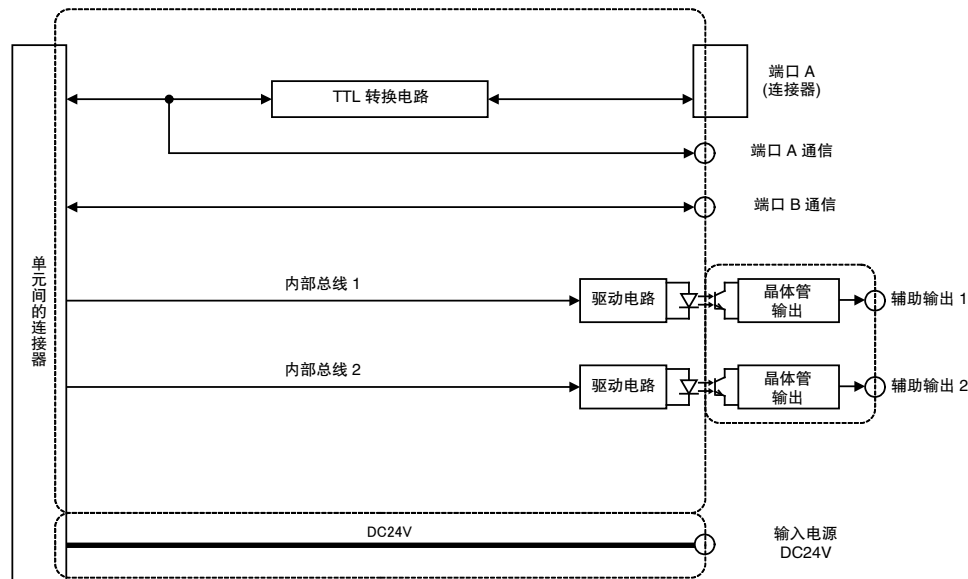 端口 A
(连接器)
TTL 转换电路
端口 A 通信
端口 B 通信
单元间的连接器
内部总线 1
驱动电路
晶体管
输出
辅助输出 1
内部总线 2
驱动电路
晶体管
输出
辅助输出 2
DC24V
输入电源
DC24V